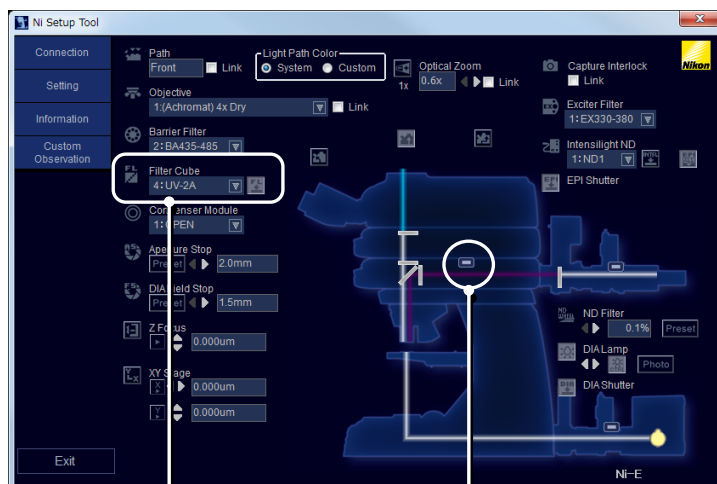 Ni Setup Tool
Connection
Setting
Information
Custom
Observation
Exit
Path
Front
Link
Light Path Color
System
Custom
Optical Zoom
1x
0.6x
Link
Capture Interlock
Link
Nikon
Objective
1:(Achromat) 4x Dry
Link
Exciter Filter
1:EX330-380
Barrier Filter
2:BA435-485
Intensilight ND
1:ND1
Filter Cube
FL
4:UV-2A
FL
EPI
EPI Shutter
Condenser Module
1:OPEN
Aperture Stop
Preset
2.0mm
DIA Field Stop
Preset
1.5mm
Z Focus
0.000um
XY Stage
X
0.000um
Y
0.000um
ND Filter
0.1%
Preset
DIA Lamp
Photo
DIA
DIA Shutter
Ni-E